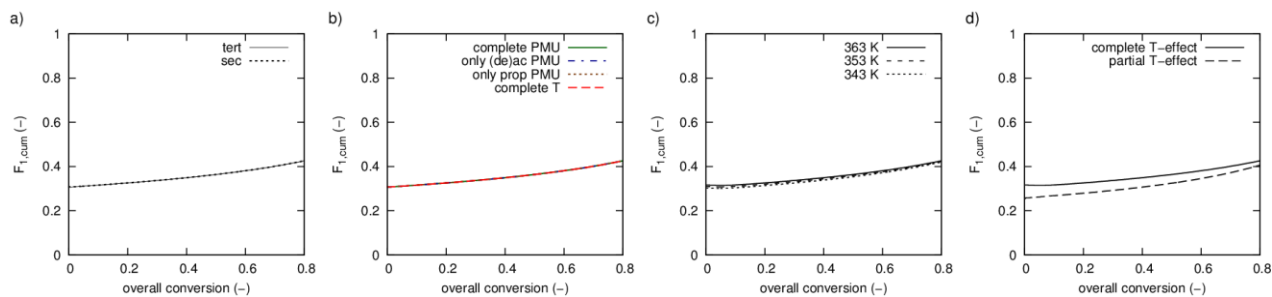 a)
F1,cum (−)
1
0.8
0.6
0.4
0.2
0
0 0.2 0.4 0.6 0.8
overall conversion (−)
tert
sec
b)
F1,cum (−)
1
0.8
0.6
0.4
0.2
0
0 0.2 0.4 0.6 0.8
overall conversion (−)
complete PMU
only (de)ac PMU
only prop PMU
complete T
c)
F1,cum (−)
1
0.8
0.6
0.4
0.2
0
0 0.2 0.4 0.6 0.8
overall conversion (−)
363 K
353 K
343 K
d)
F1,cum (−)
1
0.8
0.6
0.4
0.2
0
0 0.2 0.4 0.6 0.8
overall conversion (−)
complete T−effect
partial T−effect